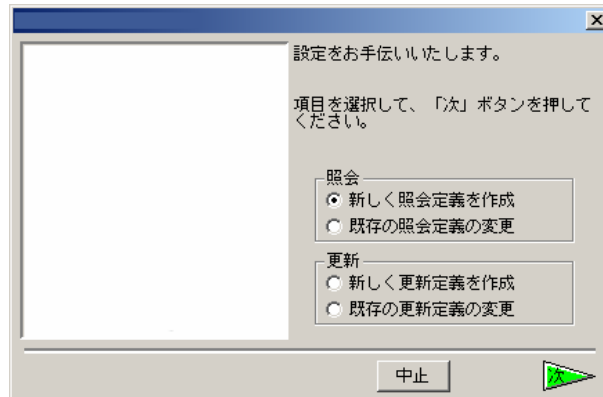 設定をお手伝いいたします。
項目を選択して、「次」ボタンを押して
ください。
照会
新しく照会定義を作成
既存の照会定義の変更
更新
新しく更新定義を作成
既存の更新定義の変更
中止
次